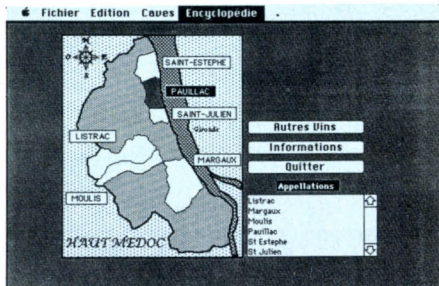 Fichier Edition Caves Encyclopédie
N
O E
S
SAINT-ESTEPHE
PAUILLAC
SAINT-JULIEN
Gironde
LISTRAC
MARGAUX
MOULIS
HAUT MEDOC
Autres Vins
Informations
Quitter
Appellations
Listrac
Margaux
Moulis
Pauillac
St Estephe
St Julien